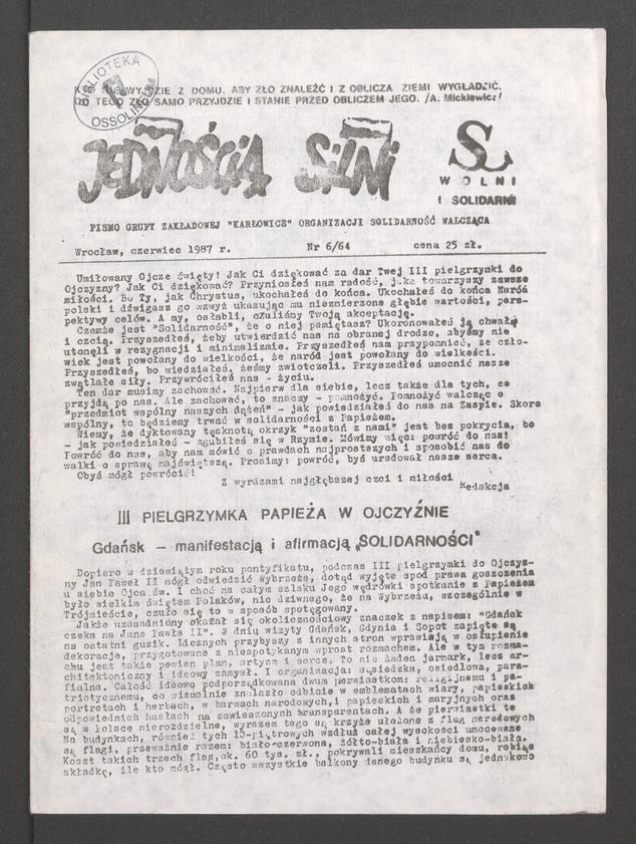 BIBLIOTEKA
OSSOLINEUM
WYJDZIE Z DOMU, ABY ZŁO ZNALEŹĆ I Z OBLICZA ZIEMI WYGŁADZIĆ,
DO TEGO ZŁO SAMO PRZYJDZIE I STANIE PRZED OBLICZEM JEGO. /A. Mickiewicz/
JEDNOŚCIĄ SILNI
WOLNI
I SOLIDARNI
PISMO GRUPY ZAKŁADOWEJ "KARŁOWICE" ORGANIZACJI SOLIDARNOŚĆ WALCZĄCA
Wrocław, czerwiec 1987 r. Nr 6/64 cena 25 zł.
Umiłowany Ojcze święty! Jak Ci dziękować za dar Twej III pielgrzymki do
Ojczyzny? Jak Ci dziękować? Przyniosłeś nam radość, jaka towarzyszy zawsze
miłości. Bo Ty, jak Chrystus, ukochałeś do końca. Ukochałeś do końca Naród
polski i dźwigasz go wzwyż ukazując mu niezmierzone głębie wartości, pers-
pektywy celów. A my, osłabli, czuliśmy Twoją akceptację.
Czemże jest "Solidarność", że o niej pamiętasz? Ukoronowałeś ją chwałą
i czcią. Przyszedłeś, żeby utwierdzić nas na obranej drodze, abyśmy nie
utonęli w rezygnacji i minimalizmie. Przyszedłeś nam przypomnieć, że czło-
wiek jest powołany do wielkości, że naród jest powołany do wielkości.
Przyszedłeś, bo wiedziałeś, żeśmy zwiotczeli. Przyszedłeś umocnić nasze
zwątlałe siły. Przywróciłeś nas - życiu.
Ten dar musimy zachować. Najpierw dla siebie, lecz także dla tych, co
przyjdą po nas. Ale zachować, to znaczy - pomnożyć. Pomnożyć walcząc o
"przedmiot wspólny naszych dążeń" - jak powiedziałeś do nas na Zaspie. Skoro
wspólny, to będziemy trwać w solidarności z Papieżem.
Wiemy, że dyktowany tęsknotą okrzyk "zostań z nami" jest bez pokrycia, bo
- jak powiedziałeś - zgubiłeś się w Rzymie. Mówimy więc: powróć do nas!
Powróć do nas, aby nam mówić o prawdach najprostszych i sposobić nas do
walki o sprawę najświętszą. Prosimy: powróć, byś uradował nasze serca.
Obyś mógł powrócić!
Z wyrazami najgłębszej czci i miłości
Redakcja
III PIELGRZYMKA PAPIEŻA W OJCZYŹNIE
Gdańsk - manifestacją i afirmacją „SOLIDARNOŚCI"
Dopiero w dziewiątym roku pontyfikatu, podczas III pielgrzymki do Ojczyz-
ny Jan Paweł II mógł odwiedzić Wybrzeże, dotąd wyjęte spod prawa goszczenia
u siebie Ojca św. I choć na całym szlaku Jego wędrówki spotkanie z Papieżem
było wielkim świętem Polaków, nic dziwnego, że na Wybrzeżu, szczególnie w
Trójmieście, czuło się to w sposób spotęgowany.
Jakże uzasadniony okazał się okolicznościowy znaczek z napisem: "Gdańsk
czeka na Jana Pawła II". W dniu wizyty Gdańsk, Gdynia i Sopot zapięte są
na ostatni guzik. Licznych przybyszy z innych stron wprawiają w osłupienie
dekoracje, przygotowane z niespotykanym wprost rozmachem. Ale w tym rozma-
chu jest także pewien plan, artyzm i serce. To nie żaden jarmark, lecz ar-
chitektoniczny i ideowy zamysł. I organizacja: sąsiedzka, osiedlowa, para-
fialna. Całość ideowo podporządkowana dwum pierwiastkom: religijnemu i pa-
triotycznemu, co wizualnie znalazło odbicie w emblematach wiary, papieskich
portretach i herbach, w barwach narodowych i papieskich i maryjnych oraz
odpowiednich hasłach na zawieszonych transparentach. A że pierwiastki te
są w Polsce nierozdzielne, wyrazem tego są krzyże ułożone z flag narodowych
Na budynkach, również tych 10-piętrowych wzdłuż całej wysokości umocowane
są flagi, przeważnie razem: biało-czerwona, żółto-biała i niebiesko-biała.
Koszt takich trzech flag, ok. 60 tys. zł., pokrywali mieszkańcy domu, robiąc
składkę, ile kto mógł. Często wszystkie balkony danego budynku są jednakowo